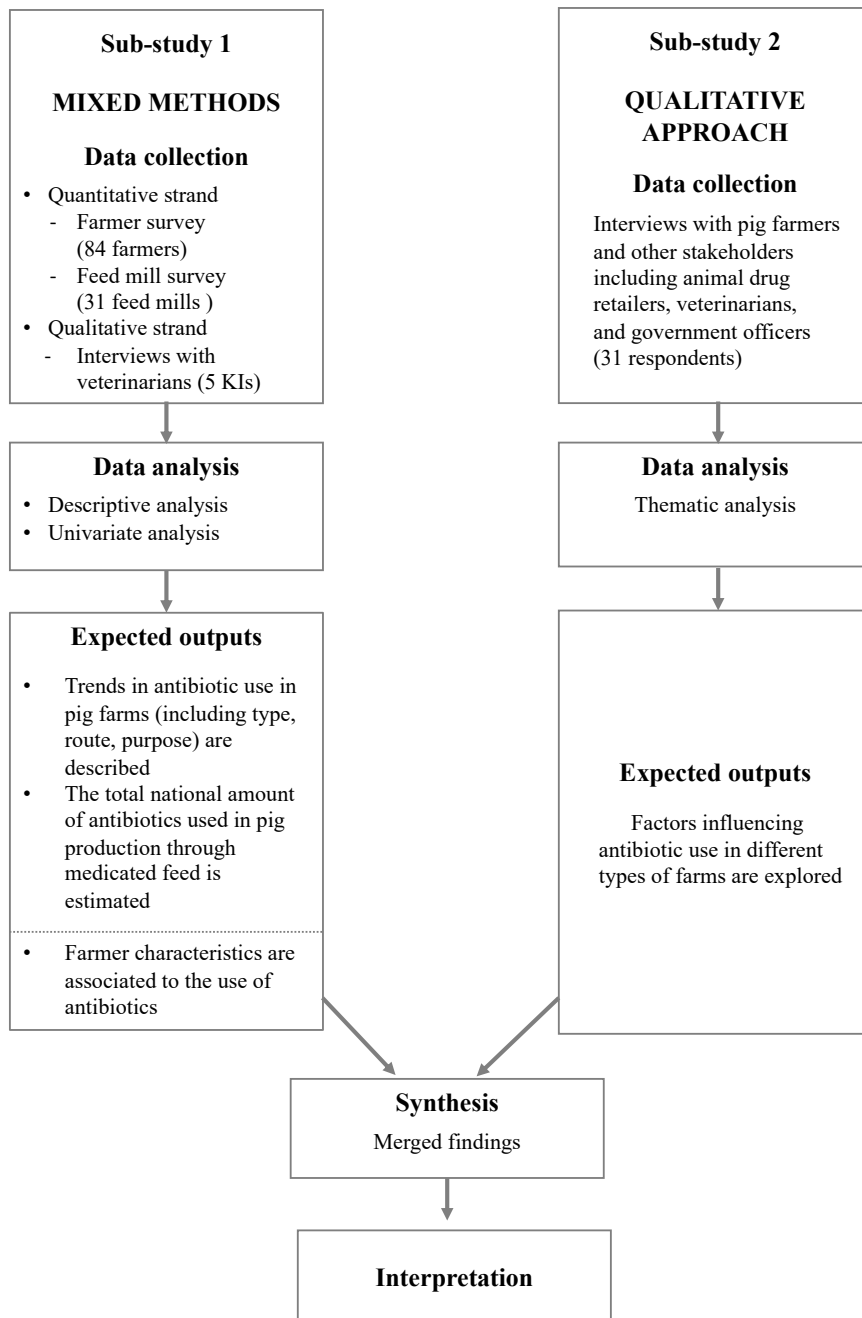 Sub-study 1
MIXED METHODS
Data collection
• Quantitative strand
- Farmer survey
(84 farmers)
- Feed mill survey
(31 feed mills )
• Qualitative strand
- Interviews with
veterinarians (5 KIs)
Data analysis
• Descriptive analysis
• Univariate analysis
Expected outputs
• Trends in antibiotic use in
pig farms (including type,
route, purpose) are
described
• The total national amount
of antibiotics used in pig
production through
medicated feed is
estimated
• Farmer characteristics are
associated to the use of
antibiotics
Sub-study 2
QUALITATIVE
APPROACH
Data collection
Interviews with pig farmers
and other stakeholders
including animal drug
retailers, veterinarians,
and government officers
(31 respondents)
Data analysis
Thematic analysis
Expected outputs
Factors influencing
antibiotic use in different
types of farms are explored
Synthesis
Merged findings
Interpretation